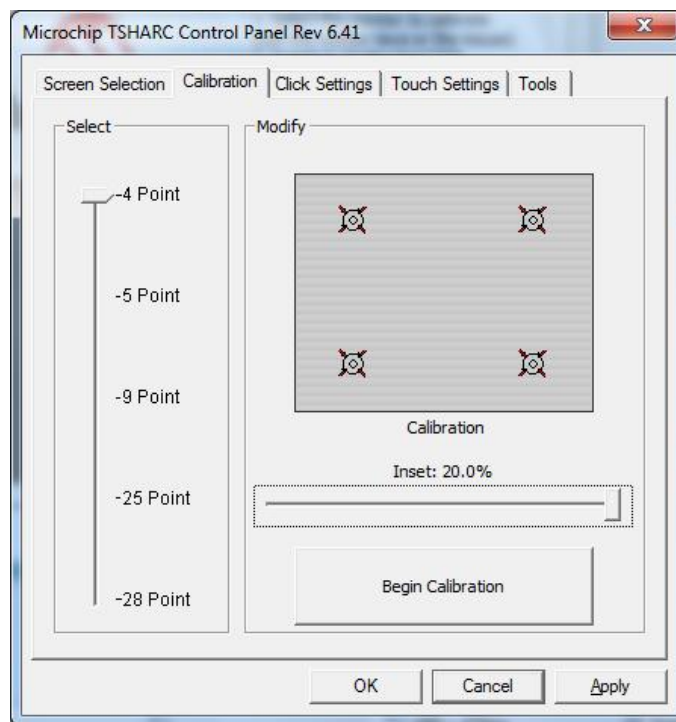 Microchip TSHARC Control Panel Rev 6.41
Screen Selection Calibration Click Settings Touch Settings Tools
Select
-4 Point
-5 Point
-9 Point
-25 Point
-28 Point
Modify
Calibration
Inset: 20.0%
Begin Calibration
OK Cancel Apply